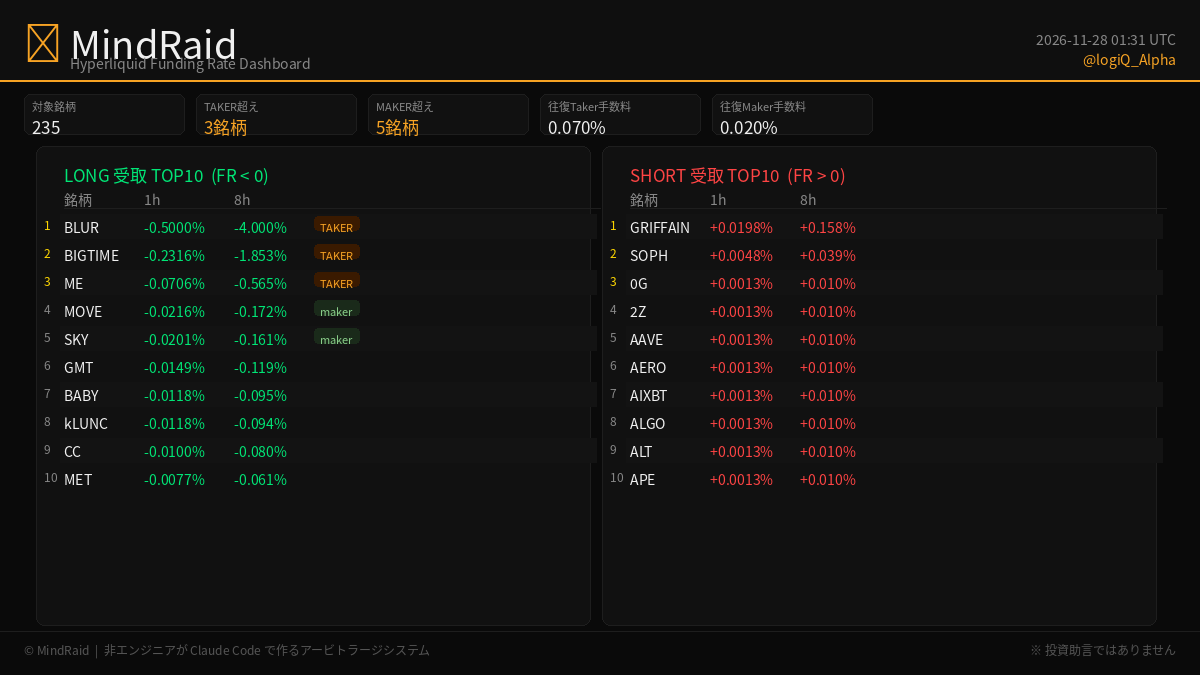 MindRaid
Hyperliquid Funding Rate Dashboard
2026-11-28 01:31 UTC
@logiQ_Alpha
対象銘柄
235
TAKER超え
3銘柄
MAKER超え
5銘柄
往復Taker手数料
0.070%
往復Maker手数料
0.020%
LONG 受取 TOP10 (FR < 0)
銘柄 1h 8h
1 BLUR -0.5000% -4.000% TAKER
2 BIGTIME -0.2316% -1.853% TAKER
3 ME -0.0706% -0.565% TAKER
4 MOVE -0.0216% -0.172% maker
5 SKY -0.0201% -0.161% maker
6 GMT -0.0149% -0.119%
7 BABY -0.0118% -0.095%
8 kLUNC -0.0118% -0.094%
9 CC -0.0100% -0.080%
10 MET -0.0077% -0.061%
SHORT 受取 TOP10 (FR > 0)
銘柄 1h 8h
1 GRIFFAIN +0.0198% +0.158%
2 SOPH +0.0048% +0.039%
3 0G +0.0013% +0.010%
4 2Z +0.0013% +0.010%
5 AAVE +0.0013% +0.010%
6 AERO +0.0013% +0.010%
7 AIXBT +0.0013% +0.010%
8 ALGO +0.0013% +0.010%
9 ALT +0.0013% +0.010%
10 APE +0.0013% +0.010%
© MindRaid | 非エンジニアが Claude Code で作るアービトラージシステム
※ 投資助言ではありません